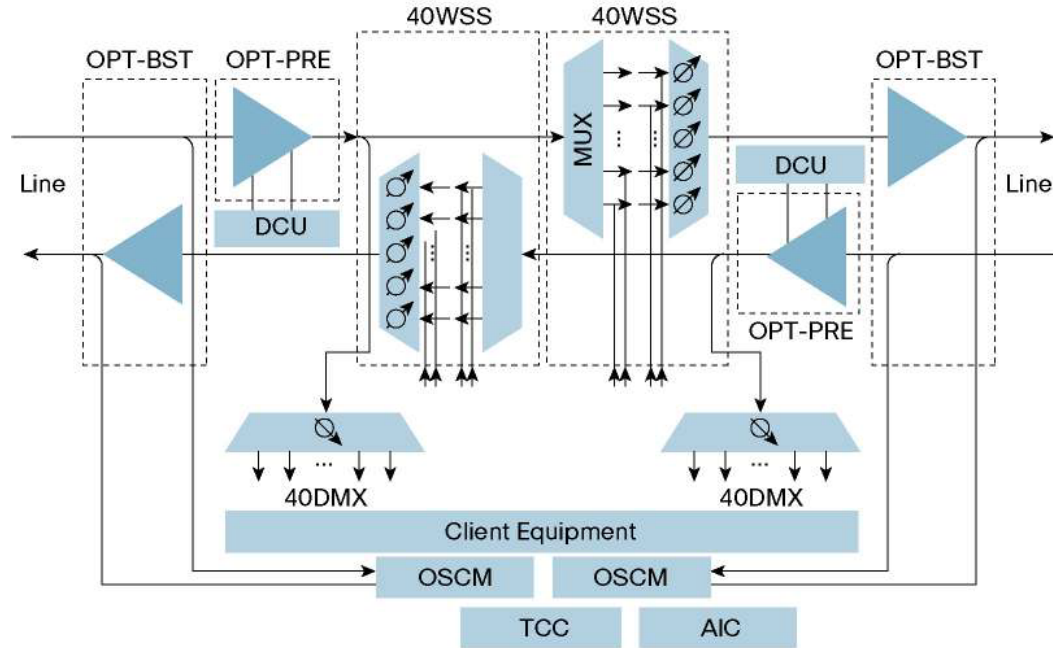 40WSS
40WSS
OPT-BST
OPT-PRE
OPT-BST
MUX
DCU
Line
Line
DCU
OPT-PRE
...
...
40DMX
40DMX
Client Equipment
OSCM
OSCM
TCC
AIC